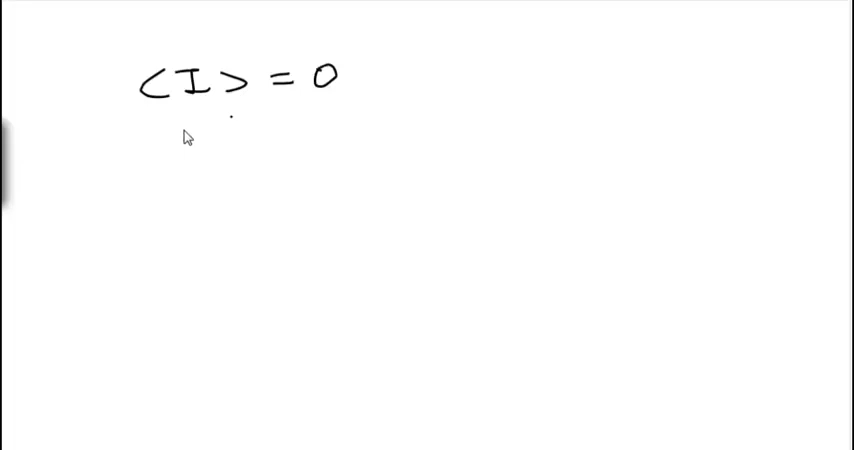 <I> = 0